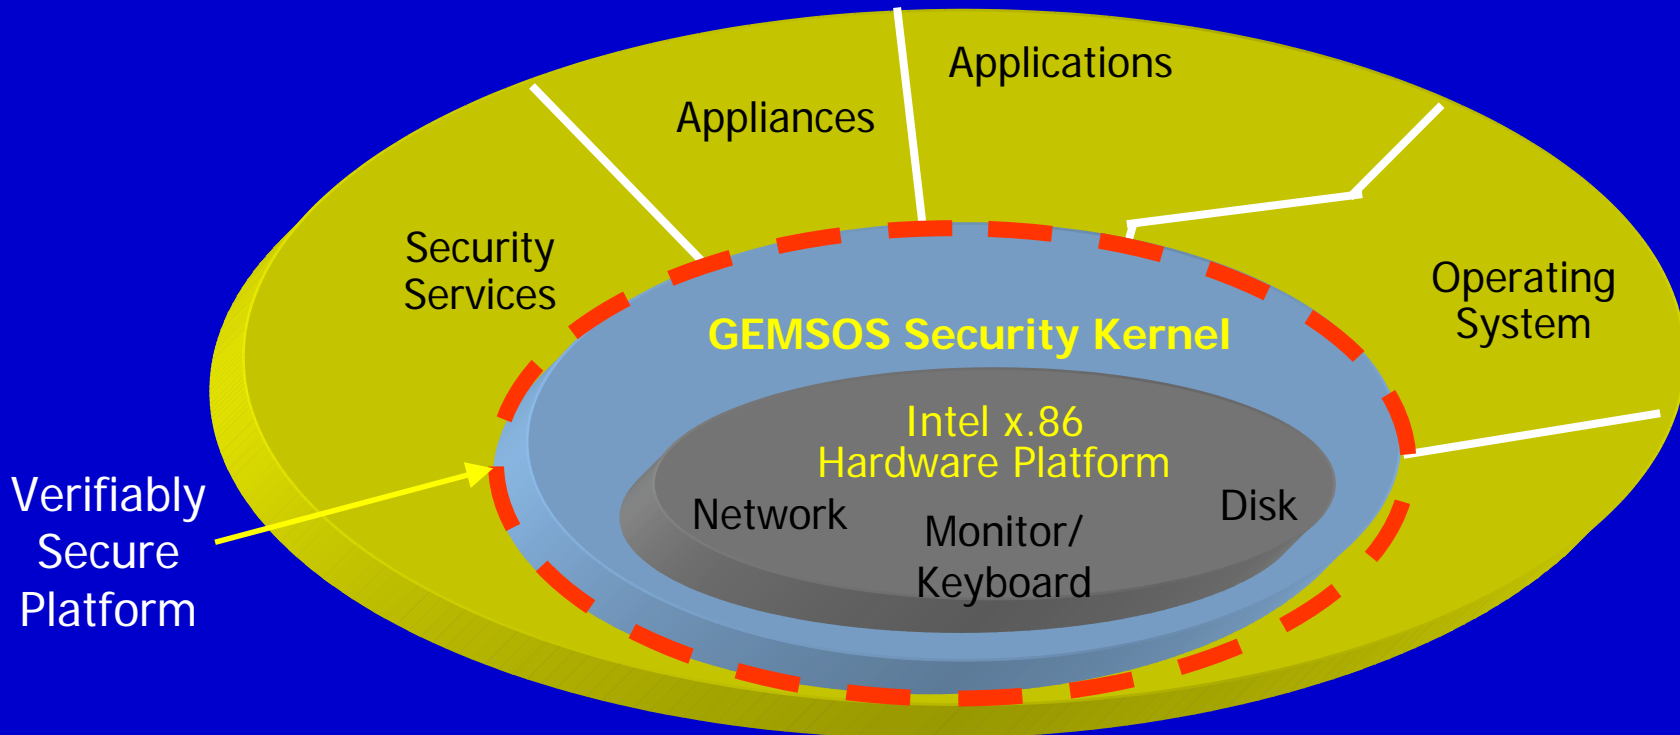 Applications
Appliances
Security
Services
Operating
System
GEMSOS Security Kernel
Intel x.86
Hardware Platform
Network
Monitor/
Keyboard
Disk
Verifiably
Secure
Platform